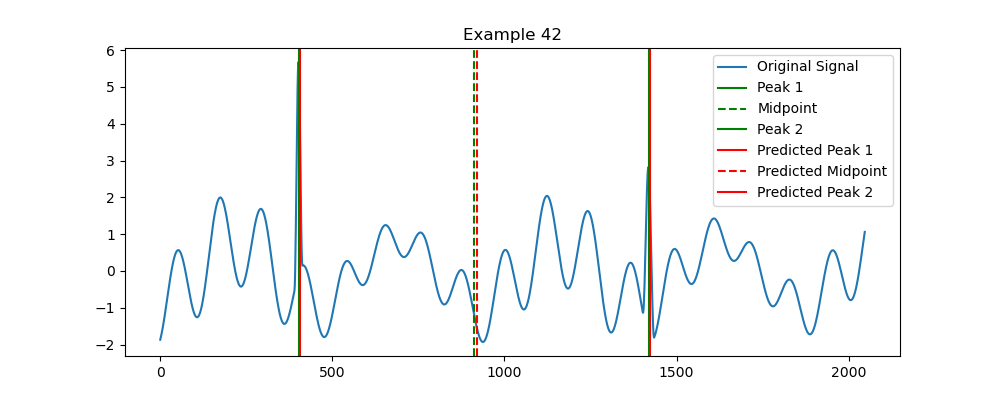 Example 42
6
5
4
3
2
1
0
−1
−2
0
500
1000
1500
2000
Original Signal
Peak 1
Midpoint
Peak 2
Predicted Peak 1
Predicted Midpoint
Predicted Peak 2